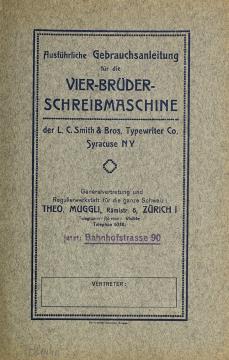 Ausführliche Gebrauchsanleitung
für die
VIER-BRÜDER-
SCHREIBMASCHINE
der L. C. Smith & Bros. Typewriter Co.
Syracuse N Y
Generalvertretung und
für die ganze Schweiz
THEO. MUGGLI, Rämistr. 6, ZÜRICH I
jetzt: Bahnhofstrasse 90
VERTRETER: